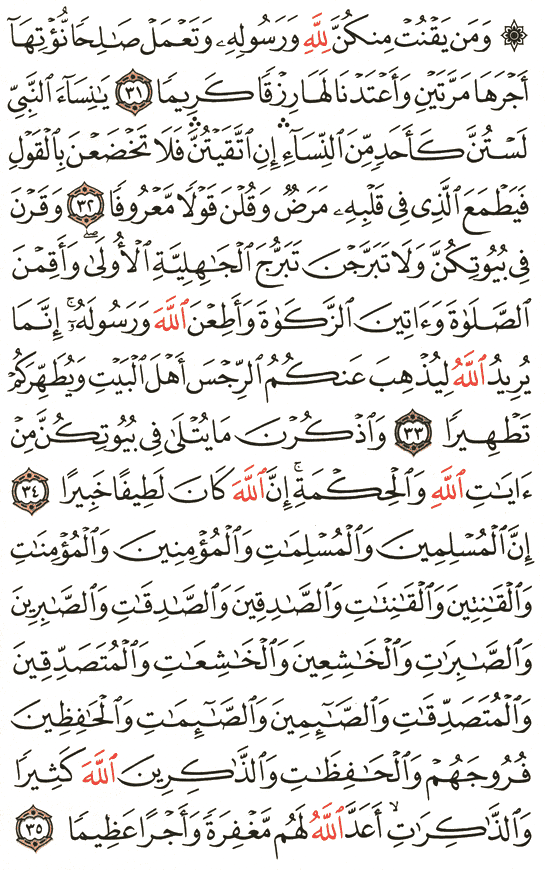 ۞ وَمَن يَقْنُتْ مِنكُنَّ لِلَّهِ وَرَسُولِهِۦ وَتَعْمَلْ صَٰلِحًا نُّؤْتِهَآ
أَجْرَهَا مَرَّتَيْنِ وَأَعْتَدْنَا لَهَا رِزْقًا كَرِيمًا ٣١ يَٰنِسَآءَ ٱلنَّبِيِّ
لَسْتُنَّ كَأَحَدٍ مِّنَ ٱلنِّسَآءِ ۛ إِنِ ٱتَّقَيْتُنَّ ۛ فَلَا تَخْضَعْنَ بِٱلْقَوْلِ
فَيَطْمَعَ ٱلَّذِى فِى قَلْبِهِۦ مَرَضٌ وَقُلْنَ قَوْلًا مَّعْرُوفًا ٣٢ وَقَرْنَ
فِى بُيُوتِكُنَّ وَلَا تَبَرَّجْنَ تَبَرُّجَ ٱلْجَٰهِلِيَّةِ ٱلْأُولَىٰ ۖ وَأَقِمْنَ
ٱلصَّلَوٰةَ وَءَاتِينَ ٱلزَّكَوٰةَ وَأَطِعْنَ ٱللَّهَ وَرَسُولَهُۥٓ ۚ إِنَّمَا
يُرِيدُ ٱللَّهُ لِيُذْهِبَ عَنكُمُ ٱلرِّجْسَ أَهْلَ ٱلْبَيْتِ وَيُطَهِّرَكُمْ
تَطْهِيرًا ٣٣ وَٱذْكُرْنَ مَا يُتْلَىٰ فِى بُيُوتِكُنَّ مِنْ
ءَايَٰتِ ٱللَّهِ وَٱلْحِكْمَةِ ۚ إِنَّ ٱللَّهَ كَانَ لَطِيفًا خَبِيرًا ٣٤
إِنَّ ٱلْمُسْلِمِينَ وَٱلْمُسْلِمَٰتِ وَٱلْمُؤْمِنِينَ وَٱلْمُؤْمِنَٰتِ
وَٱلْقَٰنِتِينَ وَٱلْقَٰنِتَٰتِ وَٱلصَّٰدِقِينَ وَٱلصَّٰدِقَٰتِ وَٱلصَّٰبِرِينَ
وَٱلصَّٰبِرَٰتِ وَٱلْخَٰشِعِينَ وَٱلْخَٰشِعَٰتِ وَٱلْمُتَصَدِّقِينَ
وَٱلْمُتَصَدِّقَٰتِ وَٱلصَّٰٓئِمِينَ وَٱلصَّٰٓئِمَٰتِ وَٱلْحَٰفِظِينَ
فُرُوجَهُمْ وَٱلْحَٰفِظَٰتِ وَٱلذَّٰكِرِينَ ٱللَّهَ كَثِيرًا
وَٱلذَّٰكِرَٰتِ ۙ أَعَدَّ ٱللَّهُ لَهُم مَّغْفِرَةً وَأَجْرًا عَظِيمًا ٣٥